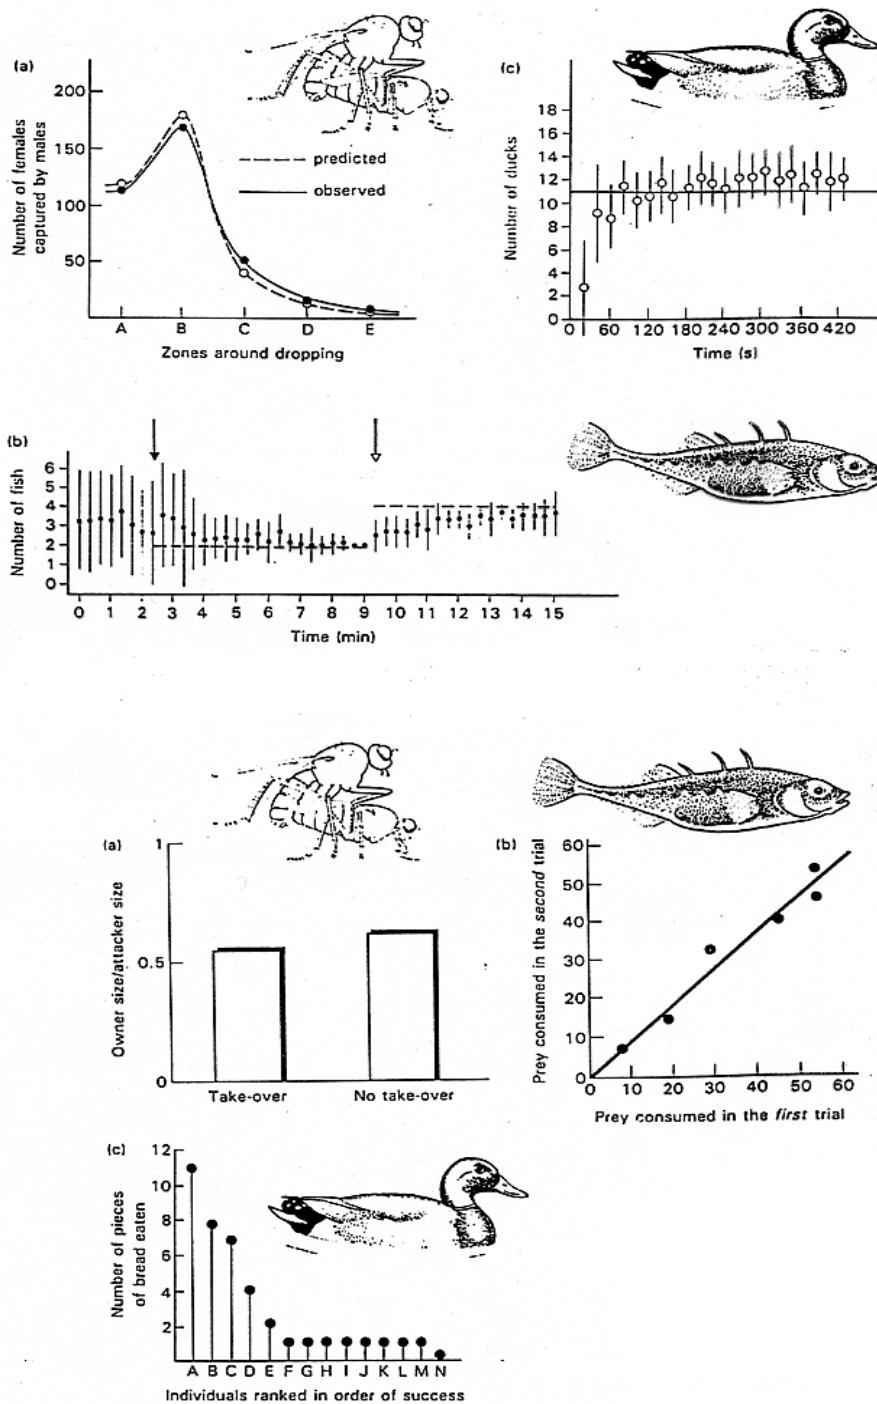 (a)
200
150
100
50
Number of females
captured by males
predicted
observed
A B C D E
Zones around dropping
(c)
18
16
14
12
10
8
6
4
2
0
Number of ducks
0 60 120 180 240 300 360 420
Time (s)
(b)
6
5
4
3
2
1
0
Number of fish
0 1 2 3 4 5 6 7 8 9 10 11 12 13 14 15
Time (min)
(a)
1
0.5
0
Owner size/attacker size
Take-over No take-over
(b)
60
50
40
30
20
10
0
Prey consumed in the second trial
0 10 20 30 40 50 60
Prey consumed in the first trial
(c)
12
10
8
6
4
2
Number of pieces
of bread eaten
A B C D E F G H I J K L M N
Individuals ranked in order of success